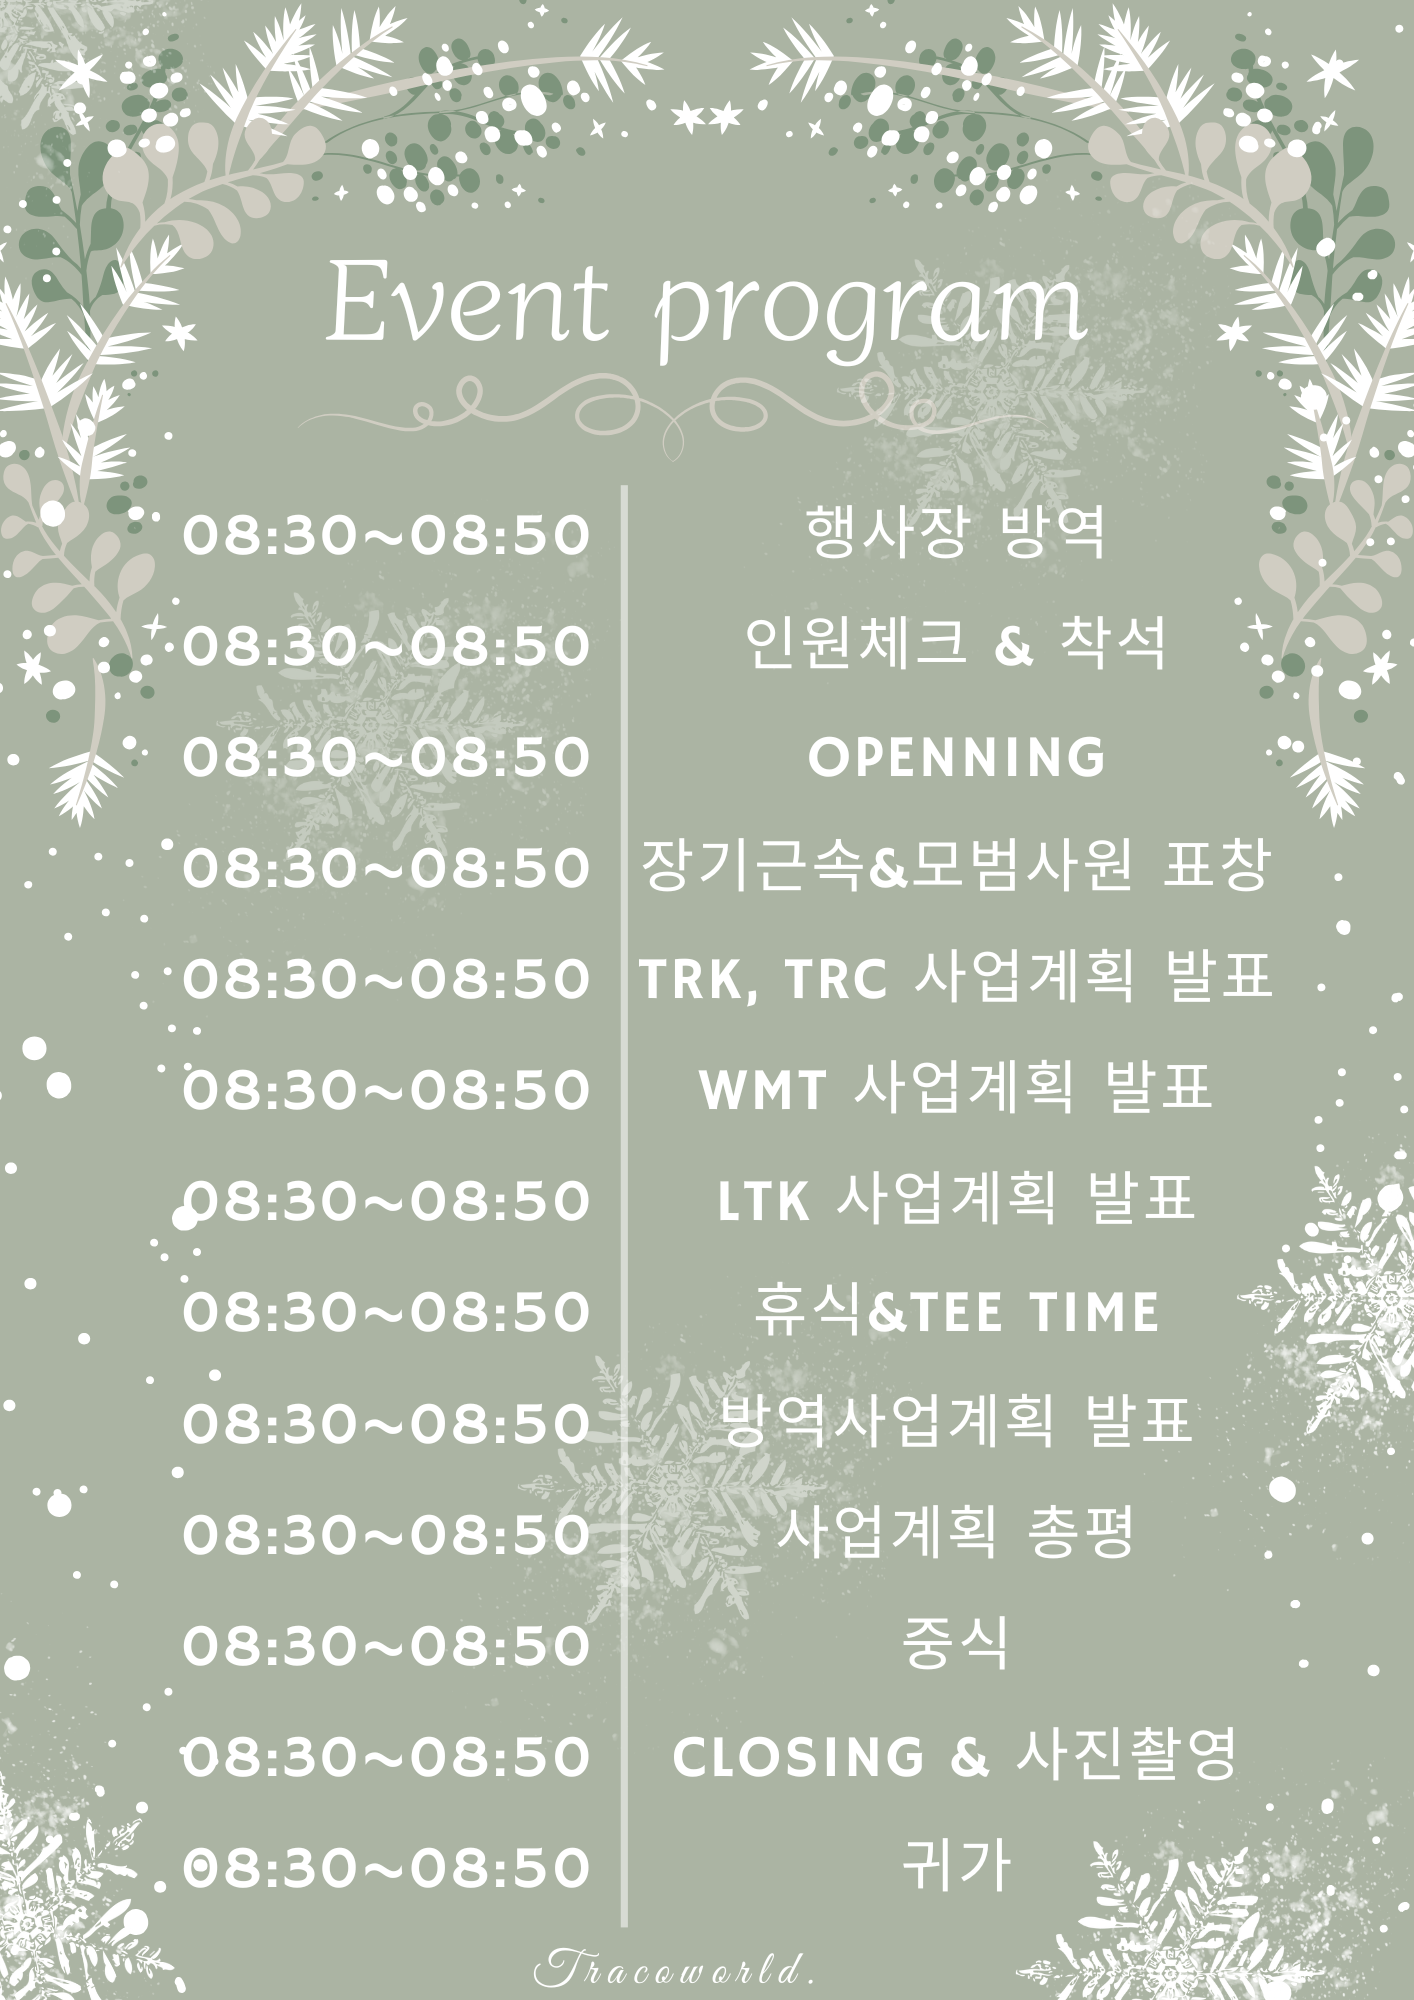 Event program
08:30~08:50 행사장 방역
08:30~08:50 인원체크 & 착석
08:30~08:50 OPENNING
08:30~08:50 장기근속&모범사원 표창
08:30~08:50 TRK, TRC 사업계획 발표
08:30~08:50 WMT 사업계획 발표
08:30~08:50 LTK 사업계획 발표
08:30~08:50 휴식&TEE TIME
08:30~08:50 방역사업계획 발표
08:30~08:50 사업계획 총평
08:30~08:50 중식
08:30~08:50 CLOSING & 사진촬영
08:30~08:50 귀가
Tracoworld.